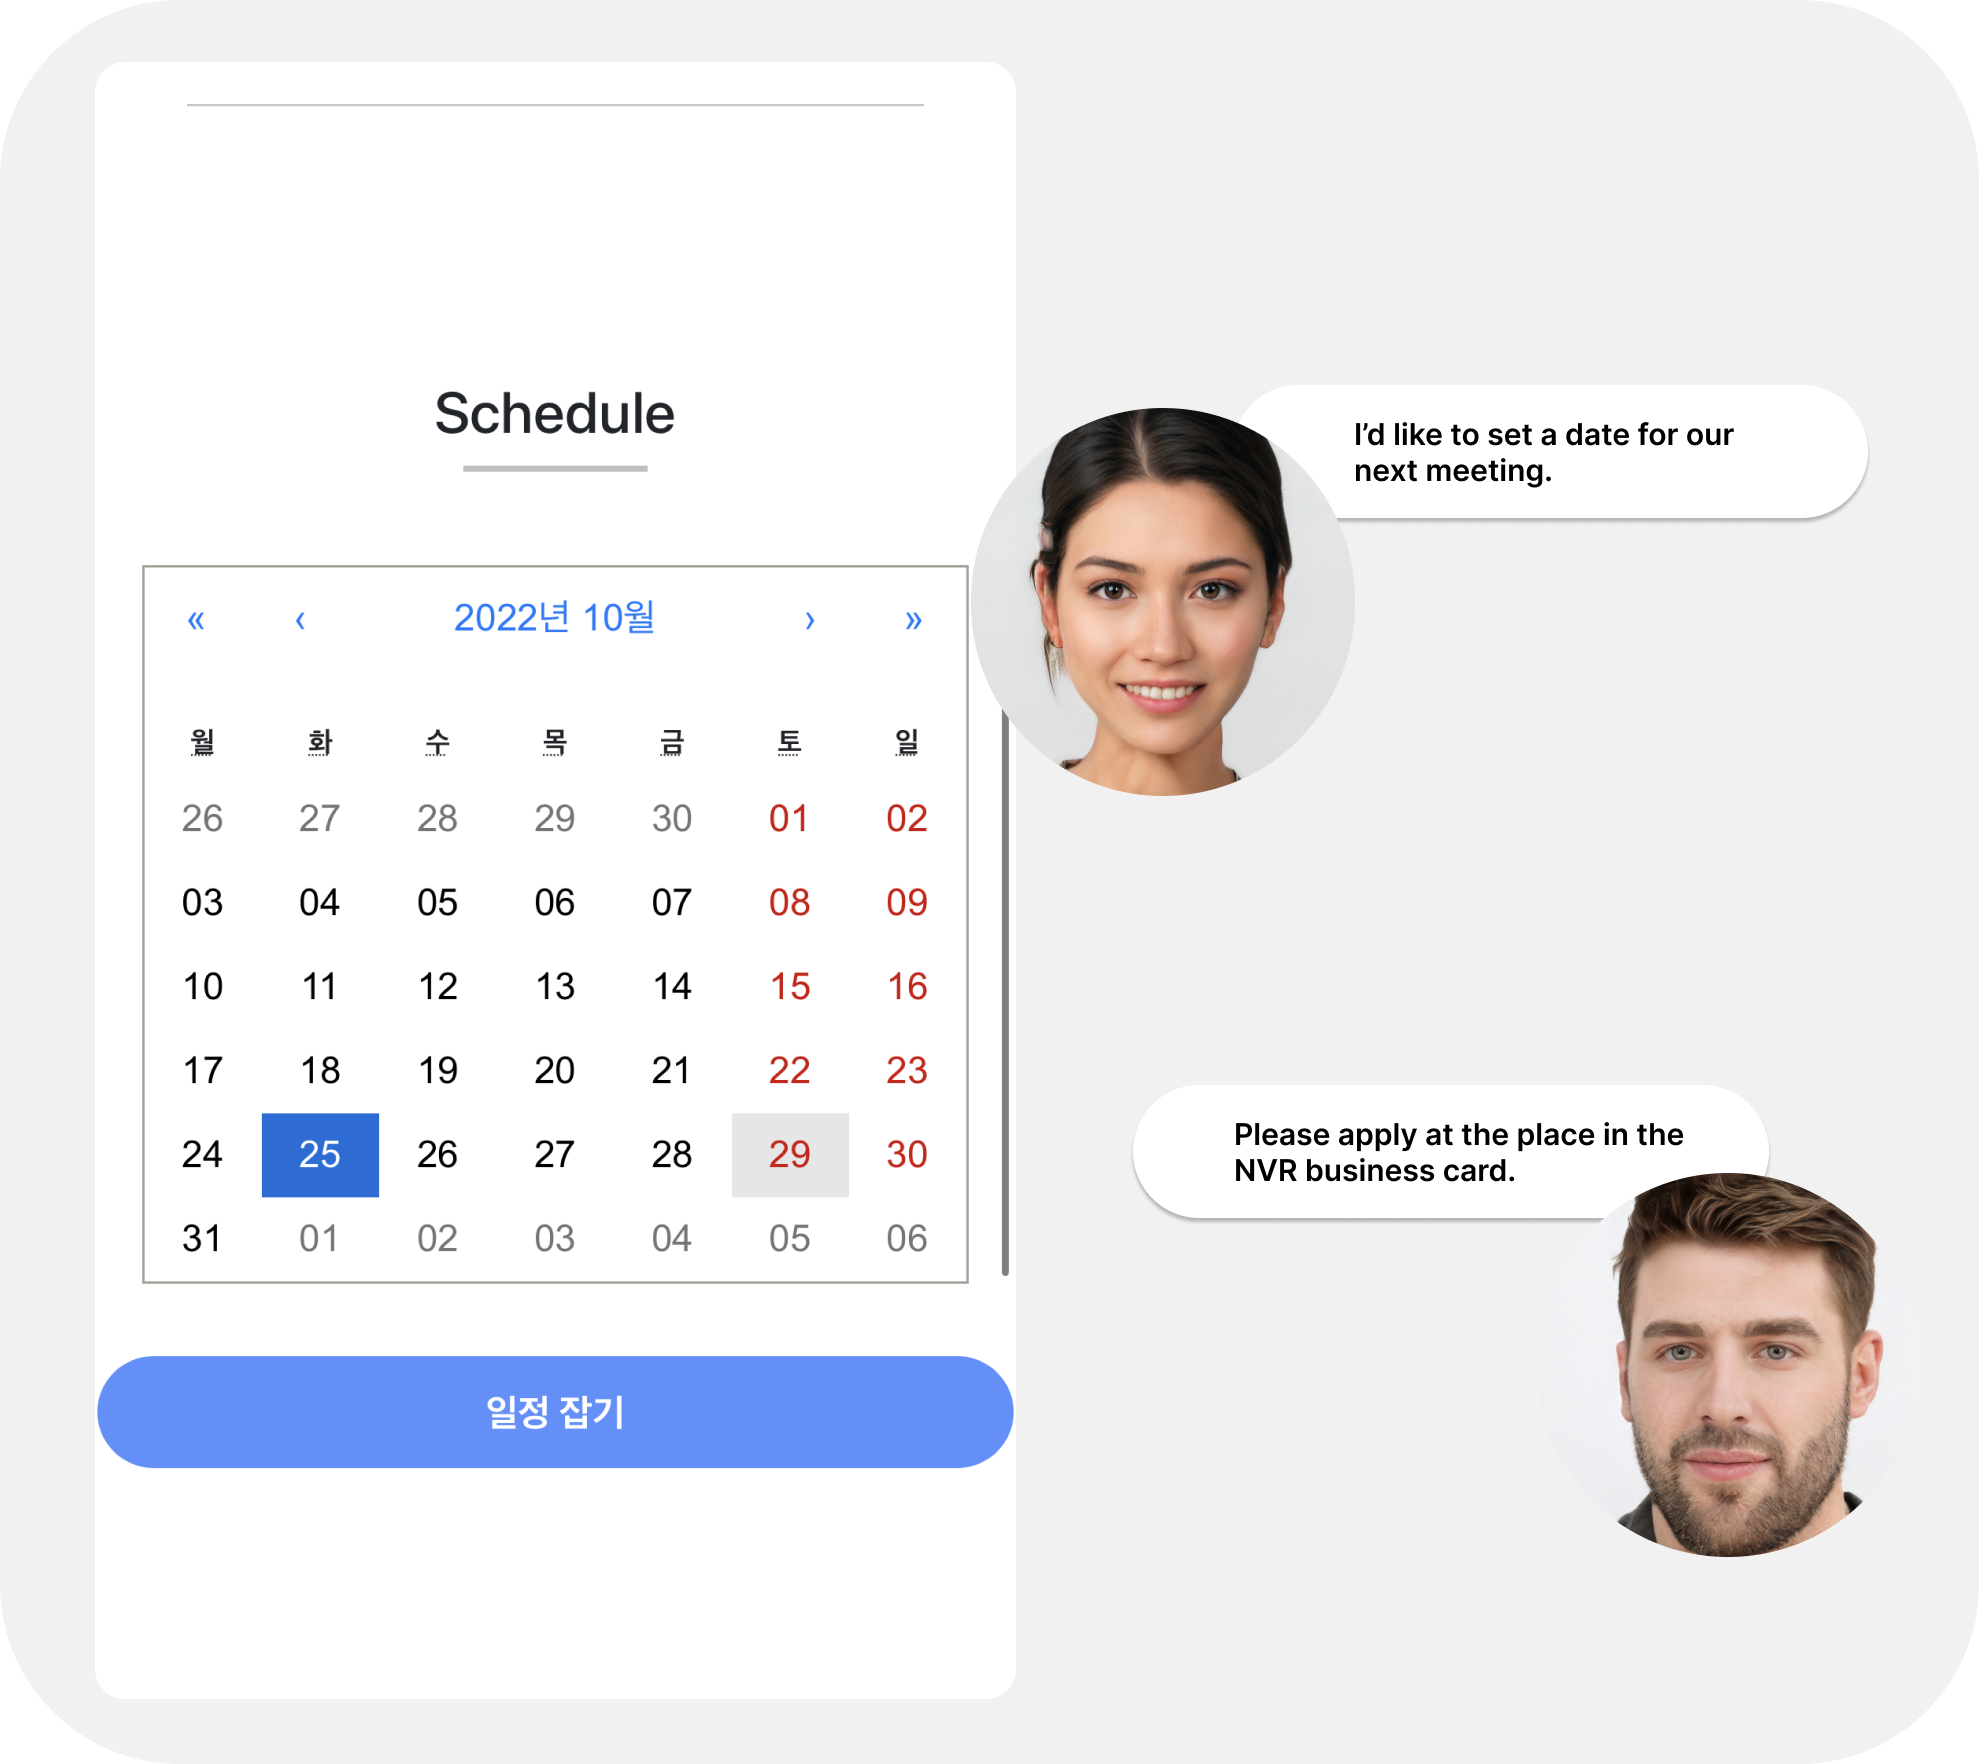 Schedule
« ‹ 2022년 10월 › »
월 화 수 목 금 토 일
26 27 28 29 30 01 02
03 04 05 06 07 08 09
10 11 12 13 14 15 16
17 18 19 20 21 22 23
24 25 26 27 28 29 30
31 01 02 03 04 05 06
일정 잡기
I’d like to set a date for our
next meeting.
Please apply at the place in the
NVR business card.